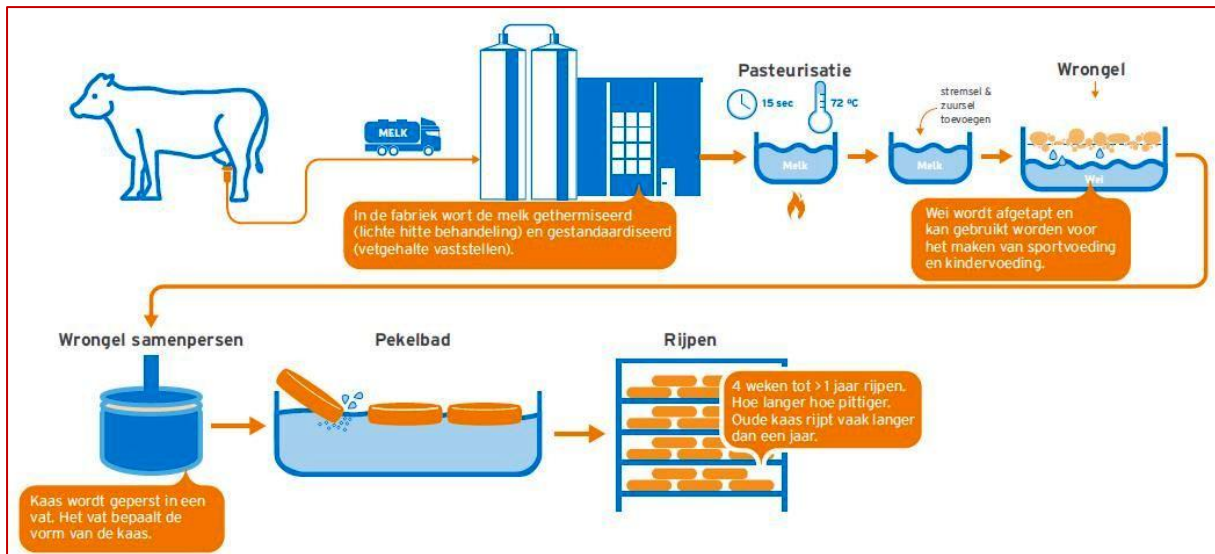 MELK
In de fabriek wort de melk gethermiseerd
(lichte hitte behandeling) en gestandaardiseerd
(vetgehalte vaststellen).
Pasteurisatie
15 sec
72 ºC
Melk
stremsel &
zuursel
toevoegen
Melk
Wrongel
Wei
Wei wordt afgetapt en
kan gebruikt worden voor
het maken van sportvoeding
en kindervoeding.
Wrongel samenpersen
Kaas wordt geperst in een
vat. Het vat bepaalt de
vorm van de kaas.
Pekelbad
Rijpen
4 weken tot >1 jaar rijpen.
Hoe langer hoe pittiger.
Oude kaas rijpt vaak langer
dan een jaar.